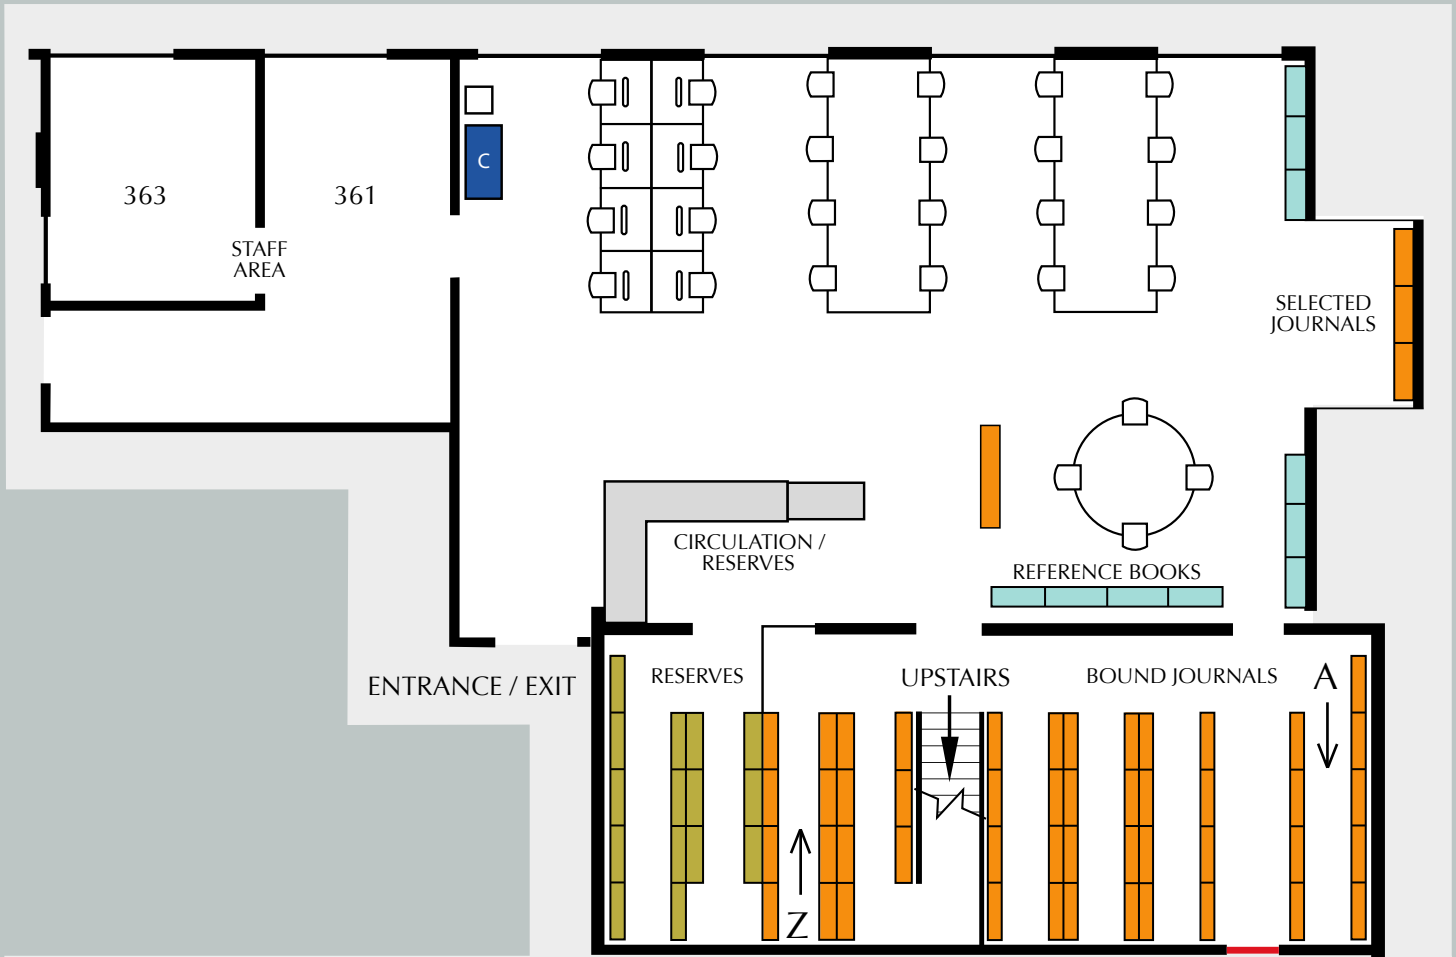 C
363
361
STAFF
AREA
SELECTED
JOURNALS
CIRCULATION /
RESERVES
REFERENCE BOOKS
ENTRANCE / EXIT
RESERVES
UPSTAIRS
BOUND JOURNALS
A
Z